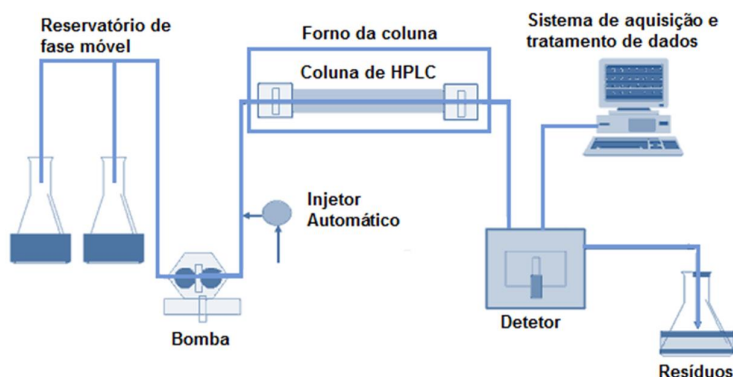 Reservatório de
fase móvel
Forno da coluna
Coluna de HPLC
Sistema de aquisição e
tratamento de dados
Injetor
Automático
Bomba
Detetor
Resíduos